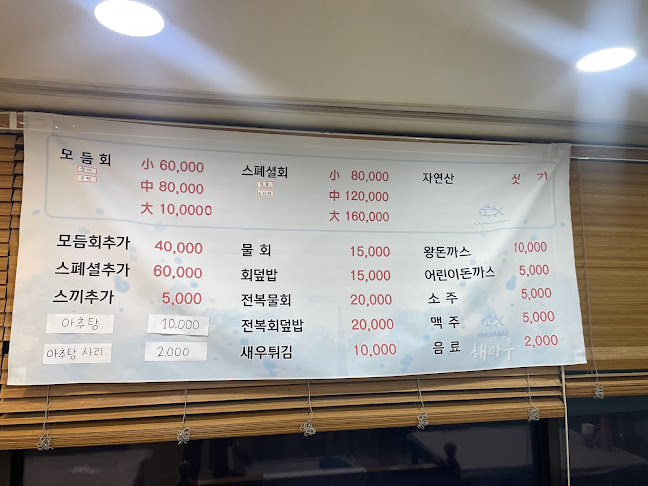 모듬회 小 60,000
中 80,000
大 10,0000
스페셜회 小 80,000
中 120,000
大 160,000
자연산 싯가
모듬회추가 40,000
스페셜추가 60,000
스끼추가 5,000
아추탕 10.000
아추탕 사리 2.000
물회 15,000
회덮밥 15,000
전복물회 20,000
전복회덮밥 20,000
새우튀김 10,000
왕돈까스 10,000
어린이돈까스 5,000
소주 5,000
맥주 5,000
음료 2,000
해마루